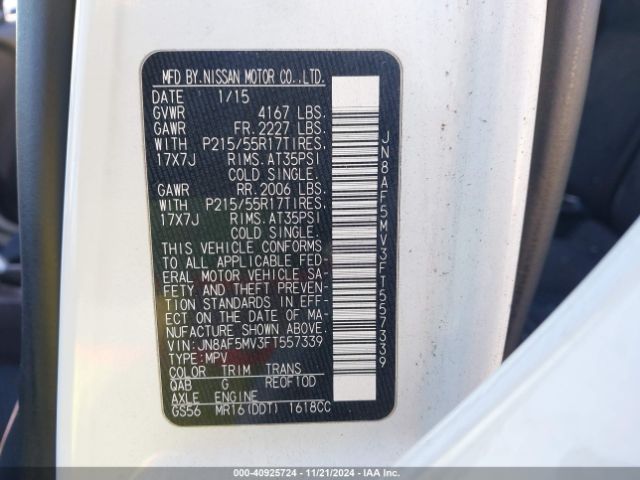 MFD BY.NISSAN MOTOR CO.,LTD.
DATE 1/15
GVWR 4167 LBS.
GAWR FR.2227 LBS.
WITH P215/55R17TIRES,
17X7J RIMS.AT35PSI
COLD SINGLE.
GAWR RR.2006 LBS.
WITH P215/55R17TIRES,
17X7J RIMS.AT35PSI
COLD SINGLE.
THIS VEHICLE CONFORMS
TO ALL APPLICABLE FED-
ERAL MOTOR VEHICLE SA-
FETY AND THEFT PREVEN-
TION STANDARDS IN EFF-
ECT ON THE DATE OF MA-
NUFACTURE SHOWN ABOVE.
VIN:JN8AF5MV3FT557339
TYPE:MPV
COLOR TRIM TRANS
QAB G REOFTOD
AXLE ENGINE
GS56 MR16(DDT) 1618CC
JN8AF5MV3FT557339
000-40925724 - 11/21/2024 - IAA Inc.